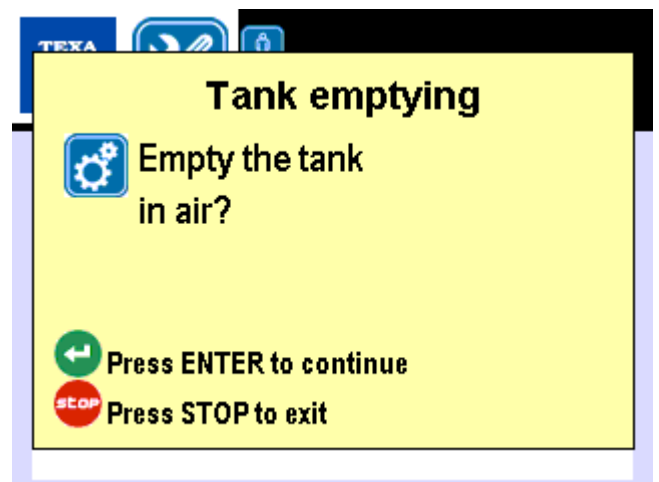 TEXA
Tank emptying
Empty the tank
in air?
Press ENTER to continue
stop
Press STOP to exit